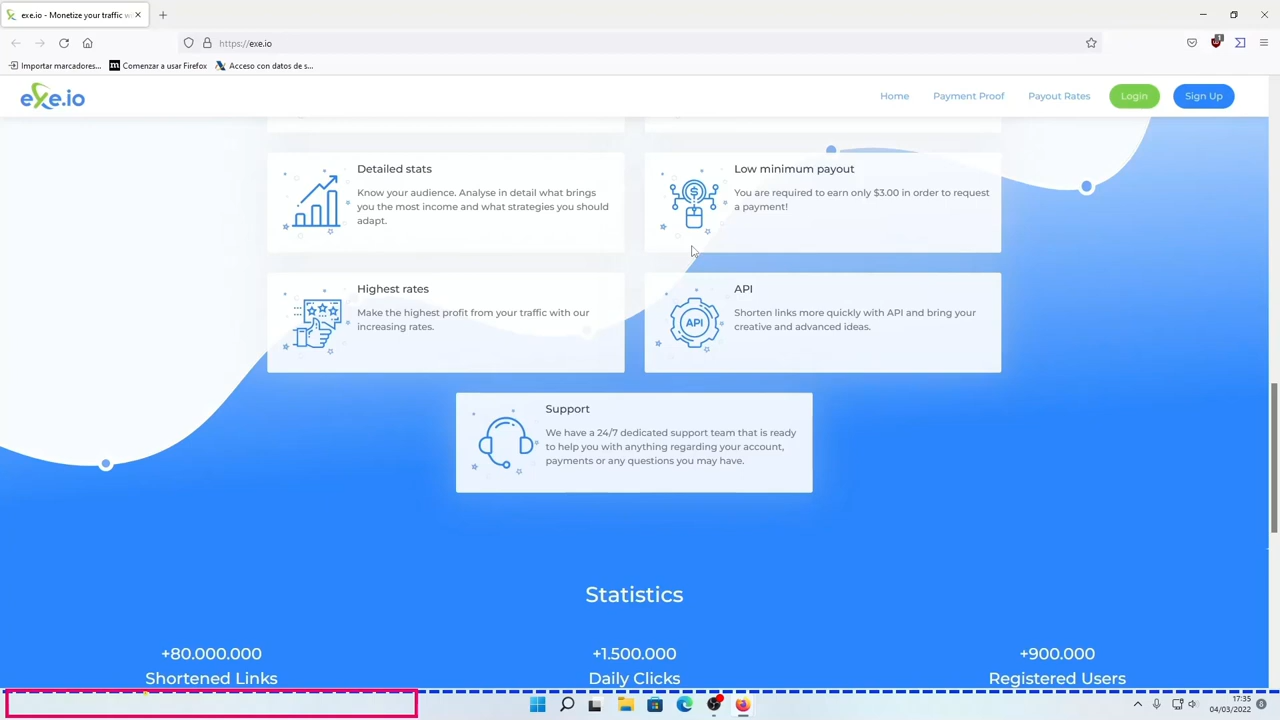 exe.io - Monetize your traffic w
https://exe.io
Importar marcadores...
Comenzar a usar Firefox
Acceso con datos de s...
eXe.io
Home
Payment Proof
Payout Rates
Login
Sign Up
Detailed stats
Know your audience. Analyse in detail what brings
you the most income and what strategies you should
adapt.
Low minimum payout
You are required to earn only $3.00 in order to request
a payment!
Highest rates
Make the highest profit from your traffic with our
increasing rates.
API
API
Shorten links more quickly with API and bring your
creative and advanced ideas.
Support
We have a 24/7 dedicated support team that is ready
to help you with anything regarding your account,
payments or any questions you may have.
Statistics
+80.000.000
Shortened Links
+1.500.000
Daily Clicks
+900.000
Registered Users
17:35
04/03/2022